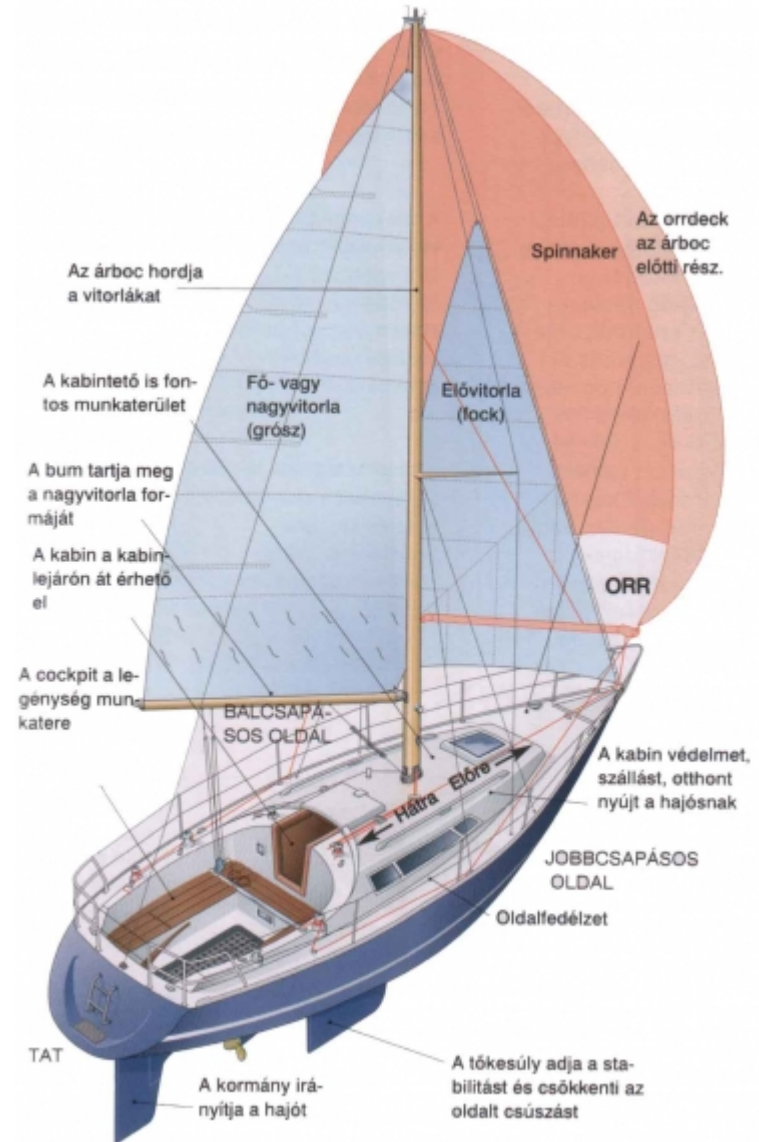 Az orrdeck
az árboc
előtti rész.
Spinnaker
Az árboc hordja
a vitorlákat
A kabintető is fon-
tos munkaterület
Fő- vagy
nagyvitorla
(grósz)
Elővitorla
(fock)
A bum tartja meg
a nagyvitorla for-
máját
A kabin a kabin-
lejárón át érhető
el
ORR
A cockpit a le-
génység mun-
katere
BALCSAPÁ-
SOS OLDAL
Hátra Előre
A kabin védelmet,
szállást, otthont
nyújt a hajósnak
JOBBCSAPÁSOS
OLDAL
Oldalfedélzet
TAT
A kormány irá-
nyítja a hajót
A tőkesúly adja a sta-
bilitást és csökkenti az
oldalt csúszást